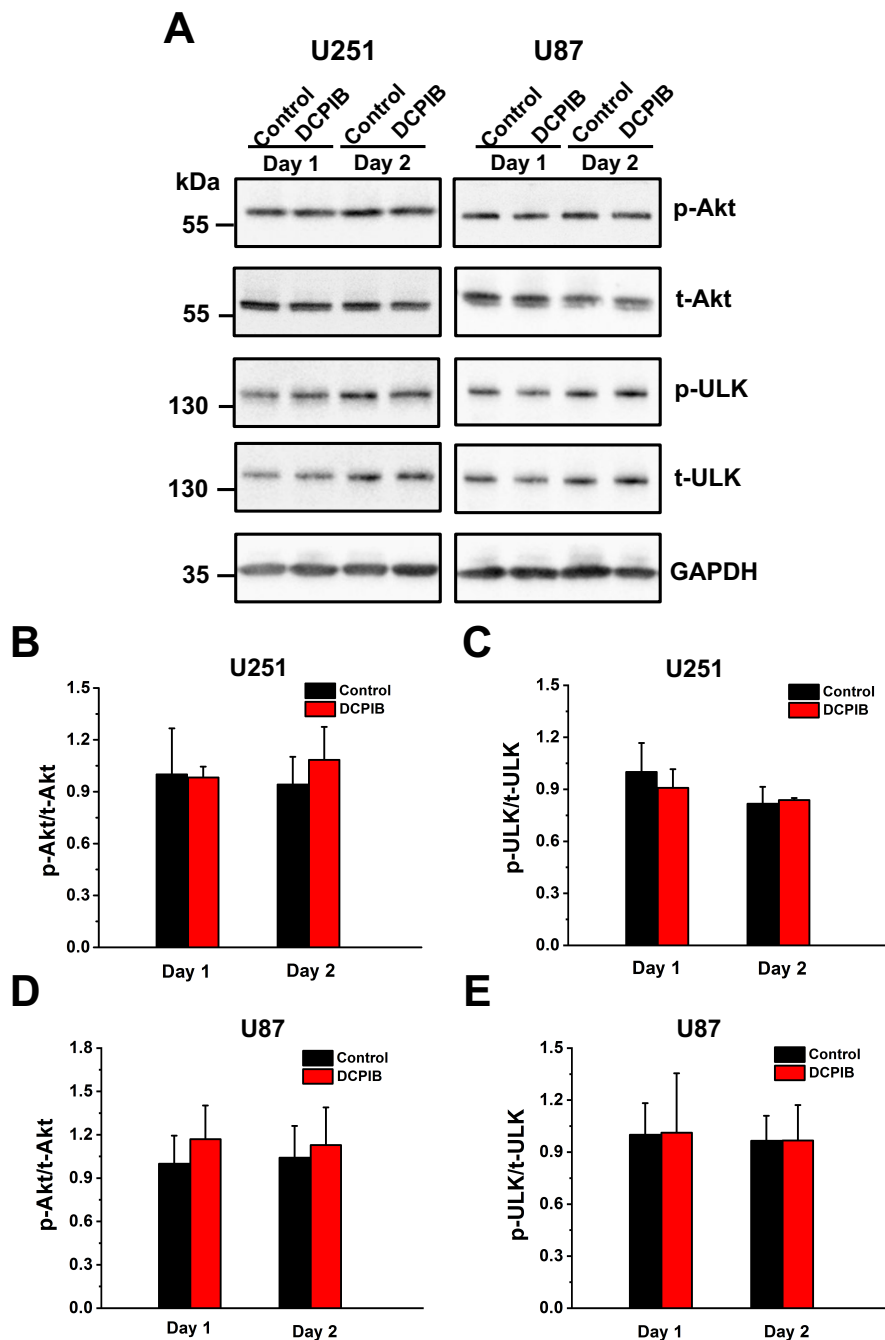 A
U251 U87
Control DCPIB Control DCPIB Control DCPIB Control DCPIB
Day 1 Day 2 Day 1 Day 2
kDa
p-Akt
55
t-Akt
55
p-ULK
130
t-ULK
130
GAPDH
35
B
U251
Control
DCPIB
p-Akt/t-Akt
1.5
1.2
0.9
0.6
0.3
0.0
Day 1 Day 2
C
U251
Control
DCPIB
p-ULK/t-ULK
1.5
1.2
0.9
0.6
0.3
0.0
Day 1 Day 2
D
U87
Control
DCPIB
p-Akt/t-Akt
1.8
1.5
1.2
0.9
0.6
0.3
0.0
Day 1 Day 2
E
U87
Control
DCPIB
p-ULK/t-ULK
1.5
1.2
0.9
0.6
0.3
0.0
Day 1 Day 2